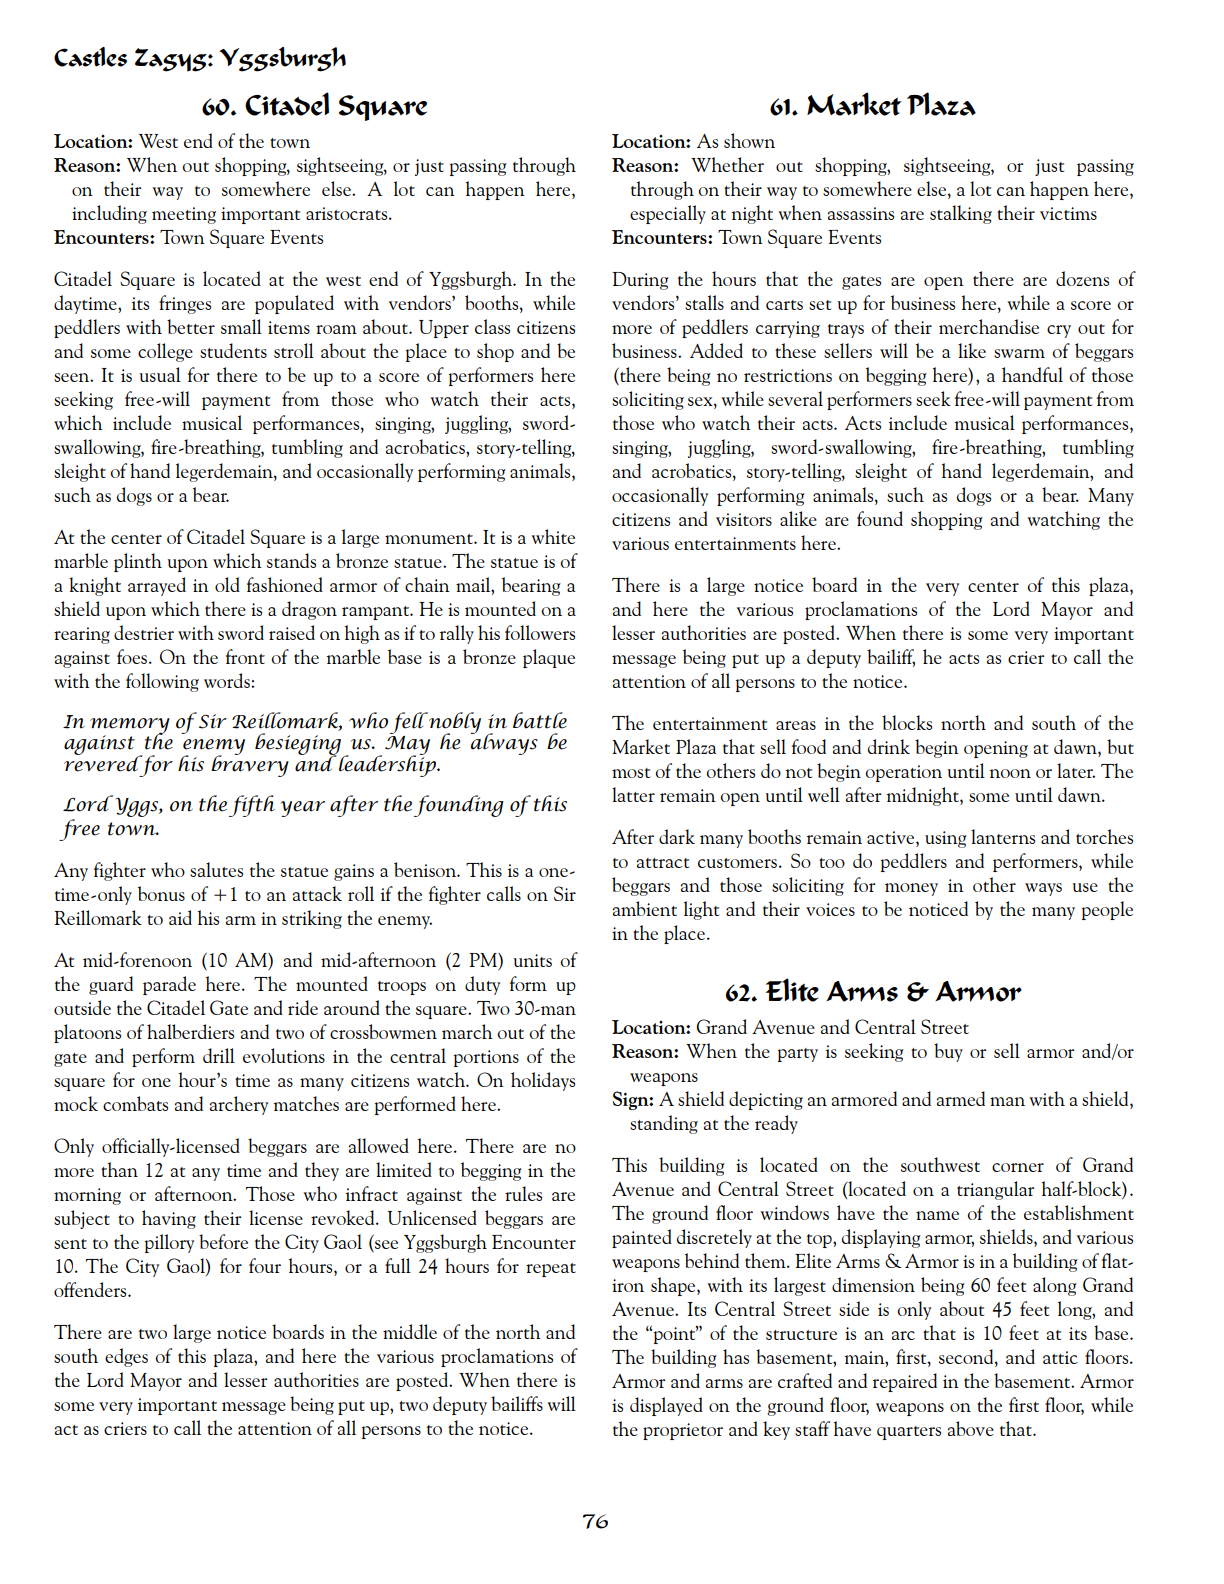 Castles Zagyg: Yggsburgh
60. Citadel Square
Location: West end of the town
Reason: When out shopping, sightseeing, or just passing through
on their way to somewhere else. A lot can happen here,
including meeting important aristocrats.
Encounters: Town Square Events
Citadel Square is located at the west end of Yggsburgh. In the
daytime, its fringes are populated with vendors' booths, while
peddlers with better small items roam about. Upper class citizens
and some college students stroll about the place to shop and be
seen. It is usual for there to be up to a score of performers here
seeking free-will payment from those who watch their acts,
which include musical performances, singing, juggling, sword-
swallowing, fire-breathing, tumbling and acrobatics, story-telling,
sleight of hand legerdemain, and occasionally performing animals,
such as dogs or a bear.
At the center of Citadel Square is a large monument. It is a white
marble plinth upon which stands a bronze statue. The statue is of
a knight arrayed in old fashioned armor of chain mail, bearing a
shield upon which there is a dragon rampant. He is mounted on a
rearing destrier with sword raised on high as if to rally his followers
against foes. On the front of the marble base is a bronze plaque
with the following words:
In memory of Sir Reillomark, who fell nobly in battle
against the enemy besieging us. May he always be
revered for his bravery and leadership.
Lord Yggs, on the fifth year after the founding of this
free town.
Any fighter who salutes the statue gains a benison. This is a one-
time-only bonus of +1 to an attack roll if the fighter calls on Sir
Reillomark to aid his arm in striking the enemy.
At mid-forenoon (10 AM) and mid-afternoon (2 PM) units of
the guard parade here. The mounted troops on duty form up
outside the Citadel Gate and ride around the square. Two 30-man
platoons of halberdiers and two of crossbowmen march out of the
gate and perform drill evolutions in the central portions of the
square for one hour's time as many citizens watch. On holidays
mock combats and archery matches are performed here.
Only officially-licensed beggars are allowed here. There are no
more than 12 at any time and they are limited to begging in the
morning or afternoon. Those who infract against the rules are
subject to having their license revoked. Unlicensed beggars are
sent to the pillory before the City Gaol (see Yggsburgh Encounter
10. The City Gaol) for four hours, or a full 24 hours for repeat
offenders.
There are two large notice boards in the middle of the north and
south edges of this plaza, and here the various proclamations of
the Lord Mayor and lesser authorities are posted. When there is
some very important message being put up, two deputy bailiffs will
act as criers to call the attention of all persons to the notice.
61. Market Plaza
Location: As shown
Reason: Whether out shopping, sightseeing, or just passing
through on their way to somewhere else, a lot can happen here,
especially at night when assassins are stalking their victims
Encounters: Town Square Events
During the hours that the gates are open there are dozens of
vendors' stalls and carts set up for business here, while a score or
more of peddlers carrying trays of their merchandise cry out for
business. Added to these sellers will be a like swarm of beggars
(there being no restrictions on begging here), a handful of those
soliciting sex, while several performers seek free-will payment from
those who watch their acts. Acts include musical performances,
singing, juggling, sword-swallowing, fire-breathing, tumbling
and acrobatics, story-telling, sleight of hand legerdemain, and
occasionally performing animals, such as dogs or a bear. Many
citizens and visitors alike are found shopping and watching the
various entertainments here.
There is a large notice board in the very center of this plaza,
and here the various proclamations of the Lord Mayor and
lesser authorities are posted. When there is some very important
message being put up a deputy bailiff, he acts as crier to call the
attention of all persons to the notice.
The entertainment areas in the blocks north and south of the
Market Plaza that sell food and drink begin opening at dawn, but
most of the others do not begin operation until noon or later. The
latter remain open until well after midnight, some until dawn.
After dark many booths remain active, using lanterns and torches
to attract customers. So too do peddlers and performers, while
beggars and those soliciting for money in other ways use the
ambient light and their voices to be noticed by the many people
in the place.
62. Elite Arms & Armor
Location: Grand Avenue and Central Street
Reason: When the party is seeking to buy or sell armor and/or
weapons
Sign: A shield depicting an armored and armed man with a shield,
standing at the ready
This building is located on the southwest corner of Grand
Avenue and Central Street (located on a triangular half-block).
The ground floor windows have the name of the establishment
painted discretely at the top, displaying armor, shields, and various
weapons behind them. Elite Arms & Armor is in a building of flat-
iron shape, with its largest dimension being 60 feet along Grand
Avenue. Its Central Street side is only about 45 feet long, and
the "point" of the structure is an arc that is 10 feet at its base.
The building has basement, main, first, second, and attic floors.
Armor and arms are crafted and repaired in the basement. Armor
is displayed on the ground floor, weapons on the first floor, while
the proprietor and key staff have quarters above that.
76